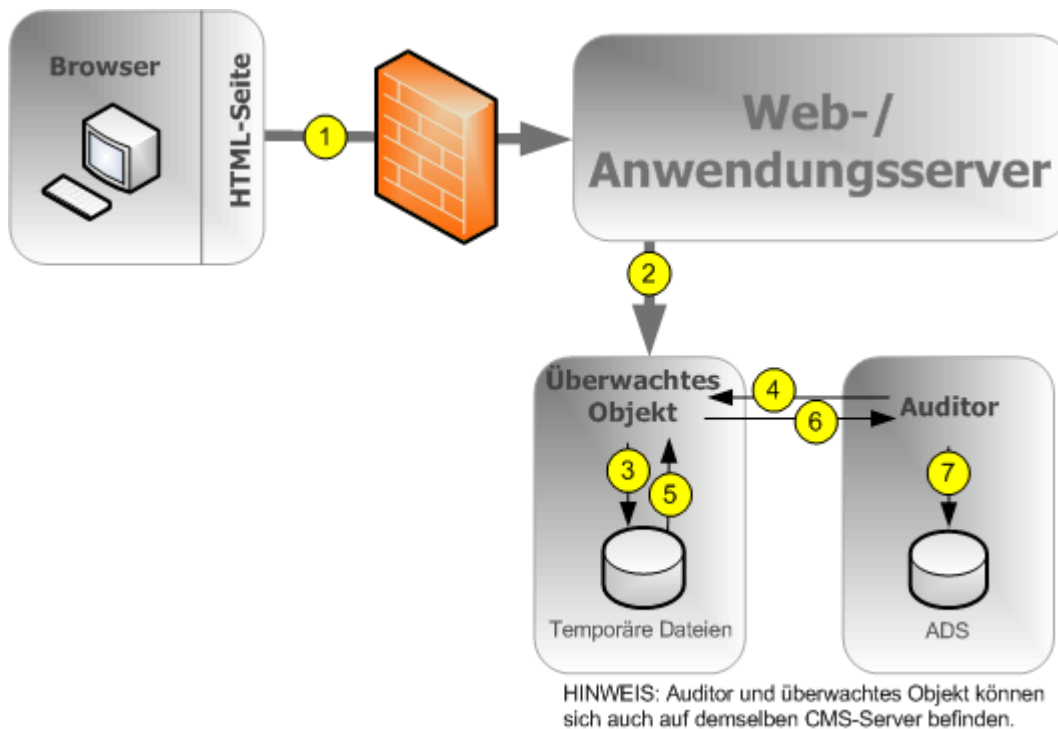 Browser
HTML-Seite
1
Web-/
Anwendungsserver
2
Überwachtes
Objekt
4
6
Auditor
3
5
7
Temporäre Dateien
ADS
HINWEIS: Auditor und überwachtes Objekt können
sich auch auf demselben CMS-Server befinden.